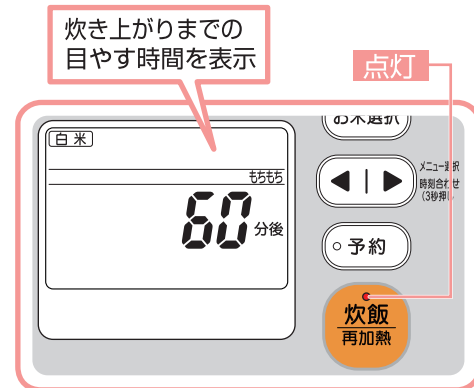 炊き上がりまでの
目やす時間を表示
点灯
お米選択
白米
もちもち
60分後
メニュー選択
時刻合わせ
(3秒押し
予約
炊飯
再加熱